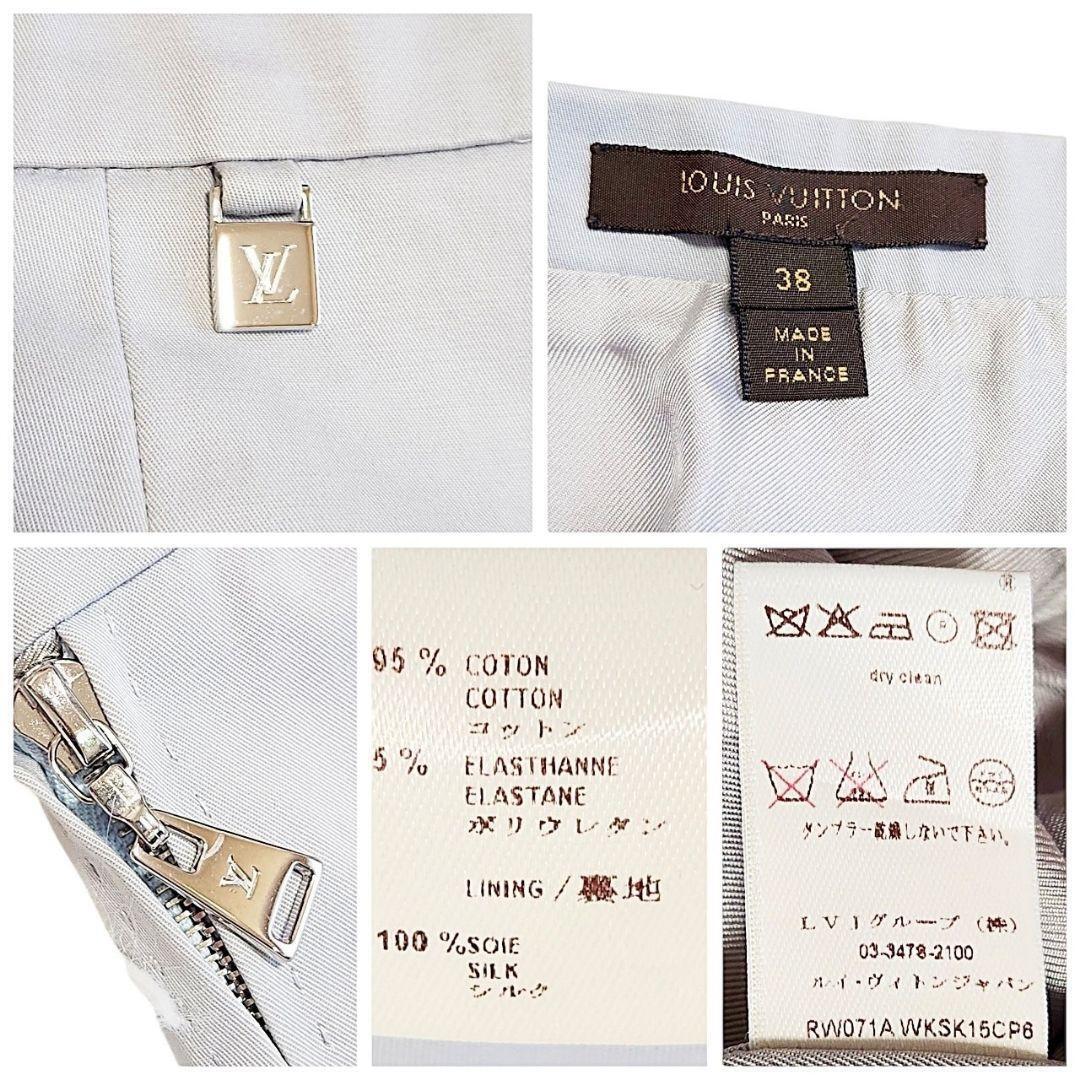 LV
LOUIS VUITTON
PARIS
38
MADE
IN
FRANCE
LV
95 % COTON
COTTON
コットン
5 % ELASTHANNE
ELASTANE
ポリウレタン
LINING / 裏地
100 % SOIE
SILK
シルク
®
P
dry clean
タンブラー乾燥しないで下さい。
LVJグループ (株)
03-3478-2100
ルイ・ヴィトンジャパン
RW071A WKSK15CP6